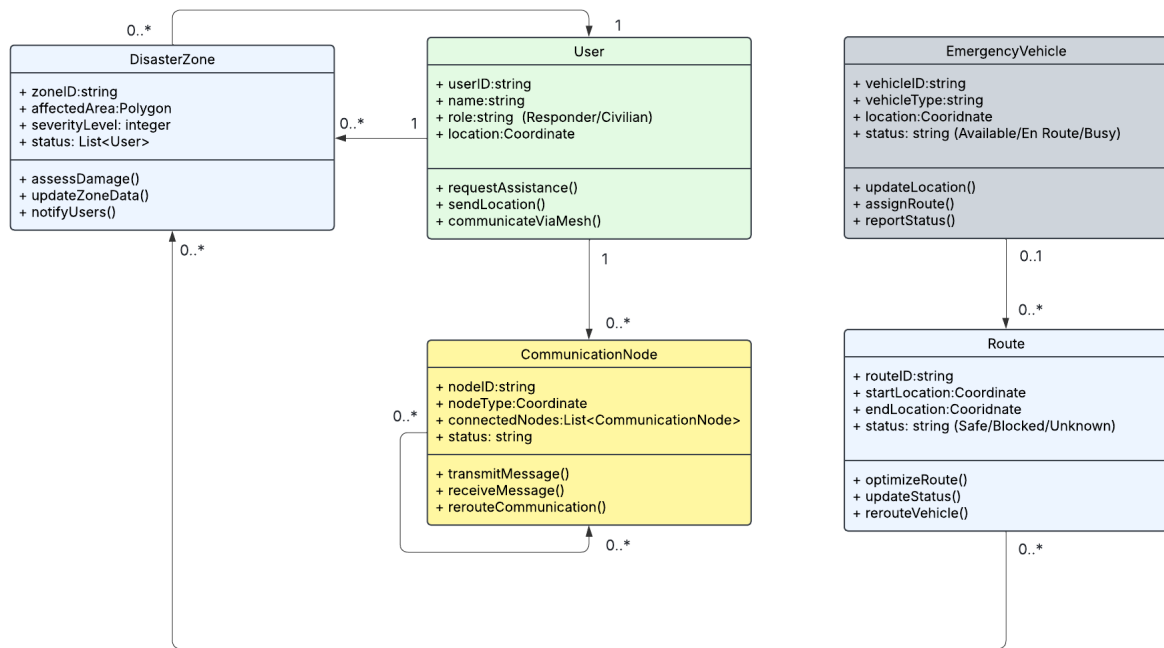 0..*
1
DisasterZone
+ zoneID:string
+ affectedArea:Polygon
+ severityLevel: integer
+ status: List<User>
+ assessDamage()
+ updateZoneData()
+ notifyUsers()
0..*
1
User
+ userID:string
+ name:string
+ role:string  (Responder/Civilian)
+ location:Coordinate
+ requestAssistance()
+ sendLocation()
+ communicateViaMesh()
EmergencyVehicle
+ vehicleID:string
+ vehicleType:string
+ location:Cooridnate
+ status: string (Available/En Route/Busy)
+ updateLocation()
+ assignRoute()
+ reportStatus()
0..*
1
0..*
0..1
0..*
CommunicationNode
+ nodeID:string
+ nodeType:Coordinate
+ connectedNodes:List<CommunicationNode>
+ status: string
+ transmitMessage()
+ receiveMessage()
+ rerouteCommunication()
0..*
0..*
Route
+ routeID:string
+ startLocation:Coordinate
+ endLocation:Cooridnate
+ status: string (Safe/Blocked/Unknown)
+ optimizeRoute()
+ updateStatus()
+ rerouteVehicle()
0..*